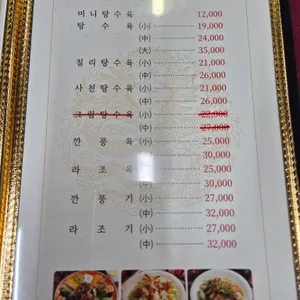 미니탕수육 12,000
탕수육 (小) 19,000
(中) 24,000
(大) 35,000
칠리탕수육 (小) 21,000
(中) 26,000
사천탕수육 (小) 21,000
(中) 26,000
크림탕수육 (小) 22,000
(中) 27,000
깐풍육 (小) 25,000
(中) 30,000
라조육 (小) 25,000
(中) 30,000
깐풍기 (小) 27,000
(中) 32,000
라조기 (小) 27,000
(中) 32,000